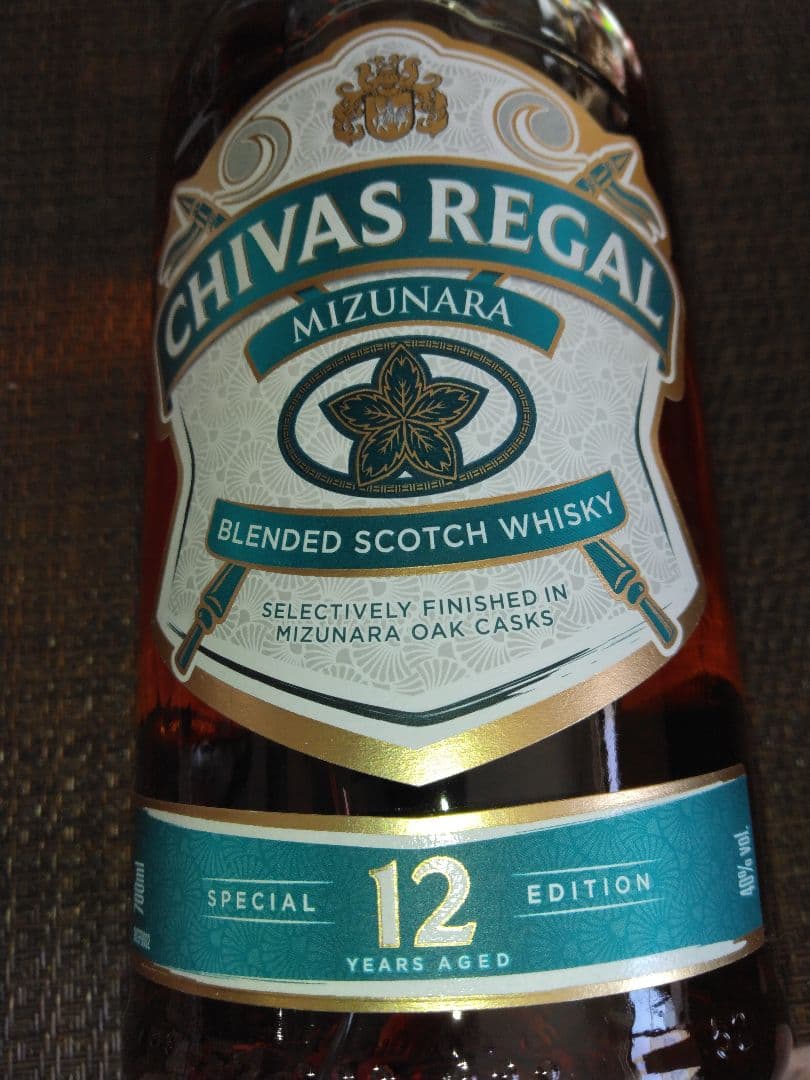 CHIVAS REGAL
MIZUNARA
BLENDED SCOTCH WHISKY
SELECTIVELY FINISHED IN
MIZUNARA OAK CASKS
700ml
SPECIAL 12 EDITION
YEARS AGED
40% vol.